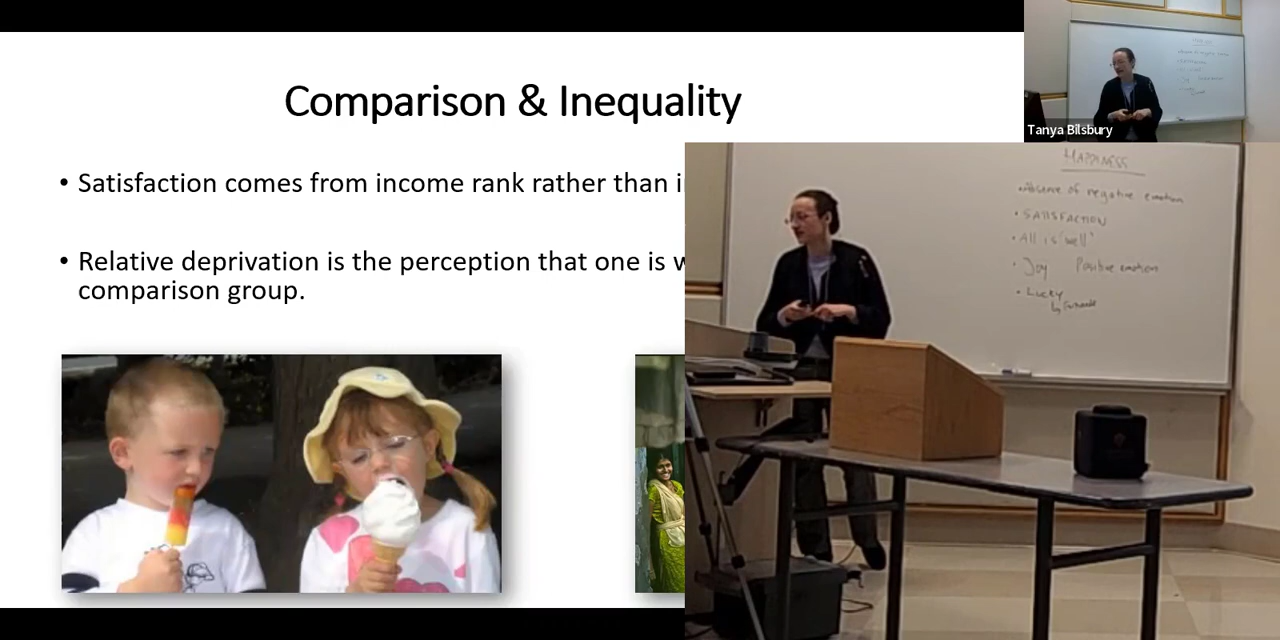 Comparison & Inequality
• Satisfaction comes from income rank rather than i
• Relative deprivation is the perception that one is w
comparison group.
Tanya Bilsbury
HAPPINESS
• Absence of negative emotion
• SATISFACTION
• All is "well"
• Joy Positive emotion
• Lucky